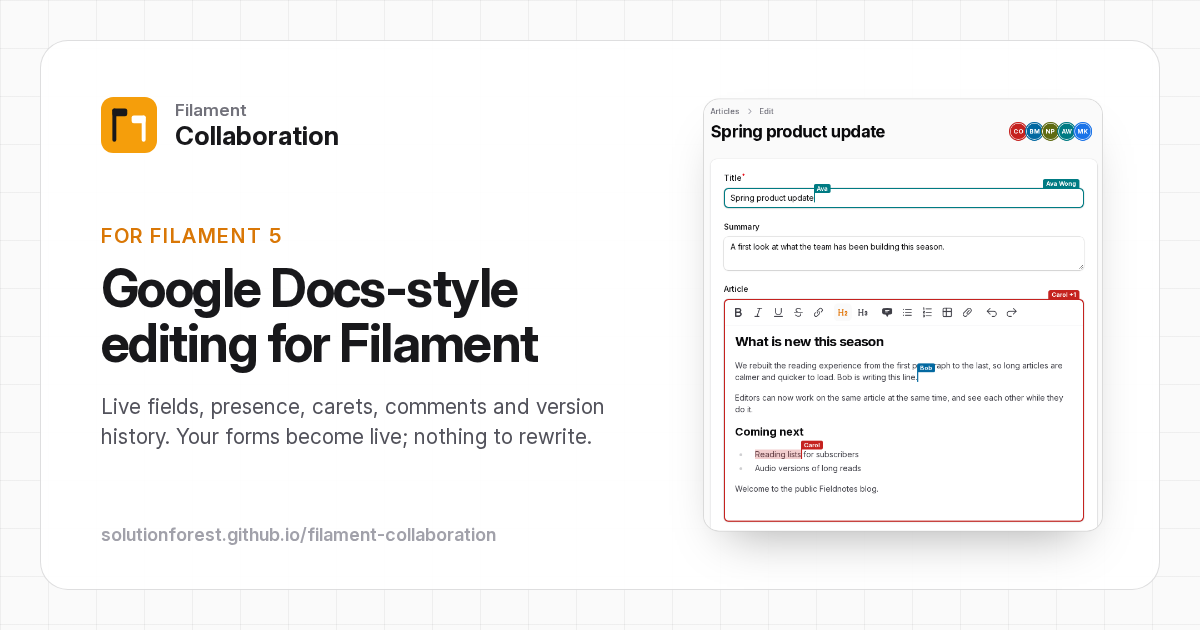 Filament
Collaboration
FOR FILAMENT 5
Google Docs-style
editing for Filament
Live fields, presence, carets, comments and version
history. Your forms become live; nothing to rewrite.
solutionforest.github.io/filament-collaboration
Articles > Edit
Spring product update
CO BM NP AW MK
Title*
Ava Wong
Ava
Spring product update
Summary
A first look at what the team has been building this season.
Article
Carol +1
B I U S H2 H3
What is new this season
We rebuilt the reading experience from the first aph to the last, so long articles are
Bob
calmer and quicker to load. Bob is writing this line.
Editors can now work on the same article at the same time, and see each other while they
do it.
Coming next
Carol
Reading lists for subscribers
Audio versions of long reads
Welcome to the public Fieldnotes blog.